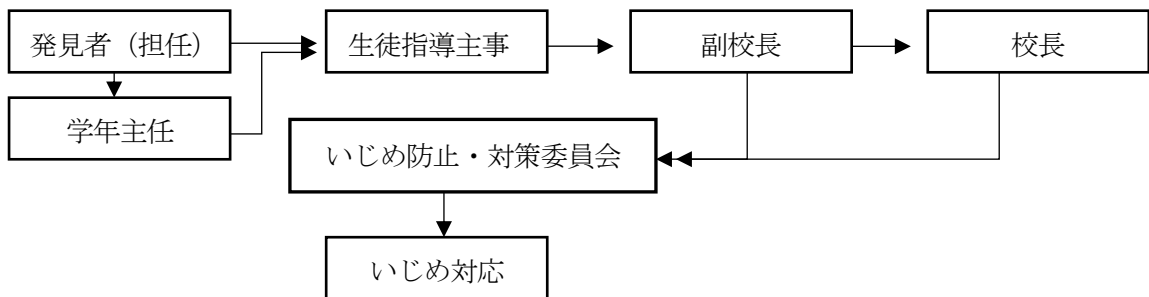 発見者（担任）
生徒指導主事
副校長
校長
学年主任
いじめ防止・対策委員会
いじめ対応